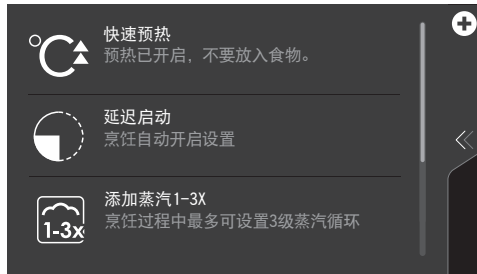 快速预热
°C
预热已开启，不要放入食物。
延迟启动
烹饪自动开启设置
添加蒸汽1-3X
1-3x
烹饪过程中最多可设置3级蒸汽循环